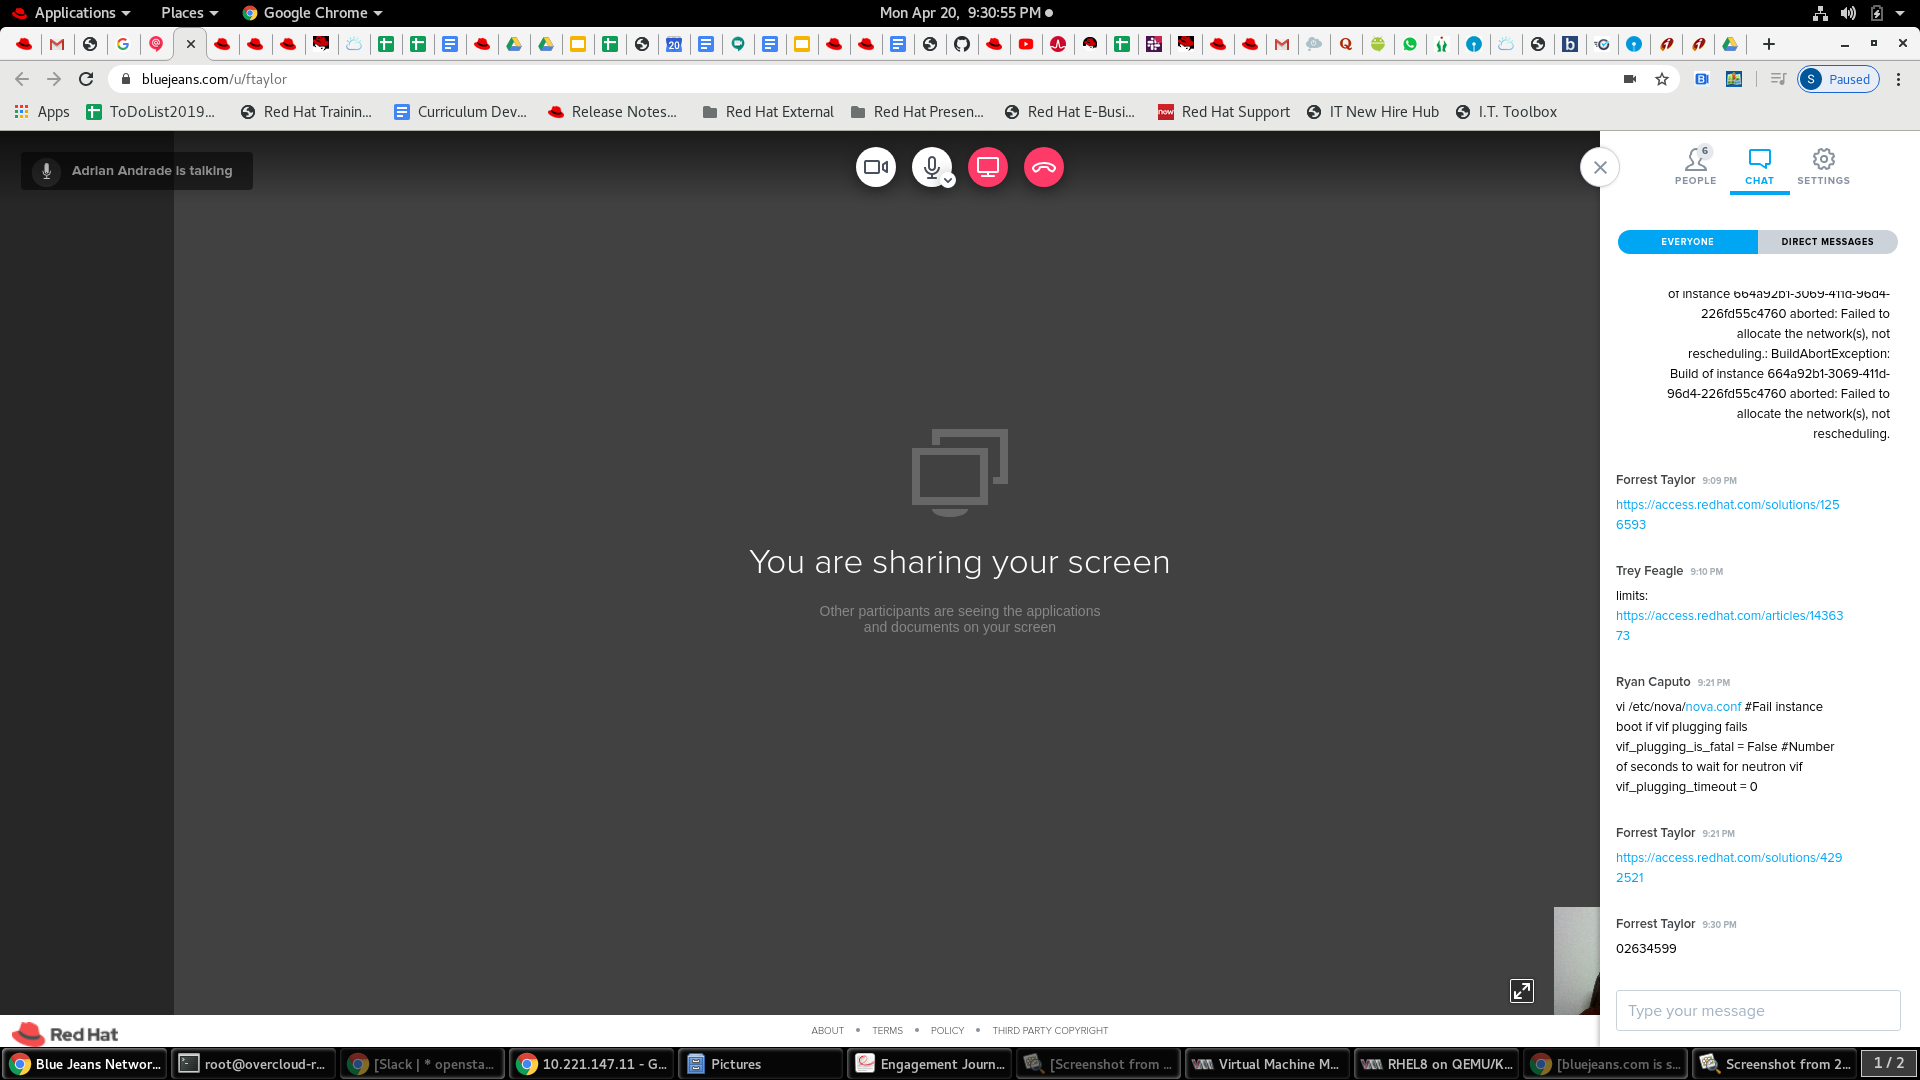 Applications
Places
Google Chrome
Mon Apr 20, 9:30:55 PM
bluejeans.com/u/ftaylor
S
Paused
Apps
ToDoList2019...
Red Hat Trainin...
Curriculum Dev...
Release Notes...
Red Hat External
Red Hat Presen...
Red Hat E-Busi...
Red Hat Support
IT New Hire Hub
I.T. Toolbox
Adrian Andrade is talking
6
PEOPLE
CHAT
SETTINGS
EVERYONE
DIRECT MESSAGES
of instance 664a92b1-3069-411d-96d4-
226fd55c4760 aborted: Failed to
allocate the network(s), not
rescheduling.: BuildAbortException:
Build of instance 664a92b1-3069-411d-
96d4-226fd55c4760 aborted: Failed to
allocate the network(s), not
rescheduling.
Forrest Taylor 9:09 PM
https://access.redhat.com/solutions/125
6593
Trey Feagle 9:10 PM
limits:
https://access.redhat.com/articles/14363
73
Ryan Caputo 9:21 PM
vi /etc/nova/nova.conf #Fail instance
boot if vif plugging fails
vif_plugging_is_fatal = False #Number
of seconds to wait for neutron vif
vif_plugging_timeout = 0
Forrest Taylor 9:21 PM
https://access.redhat.com/solutions/429
2521
Forrest Taylor 9:30 PM
02634599
Type your message
You are sharing your screen
Other participants are seeing the applications
and documents on your screen
Red Hat
ABOUT • TERMS • POLICY • THIRD PARTY COPYRIGHT
Blue Jeans Networ...
root@overcloud-r...
[Slack | * opensta...
10.221.147.11 - G...
Pictures
Engagement Journ...
[Screenshot from ...
Virtual Machine M...
RHEL8 on QEMU/K...
[bluejeans.com is s...
Screenshot from 2...
1 / 2